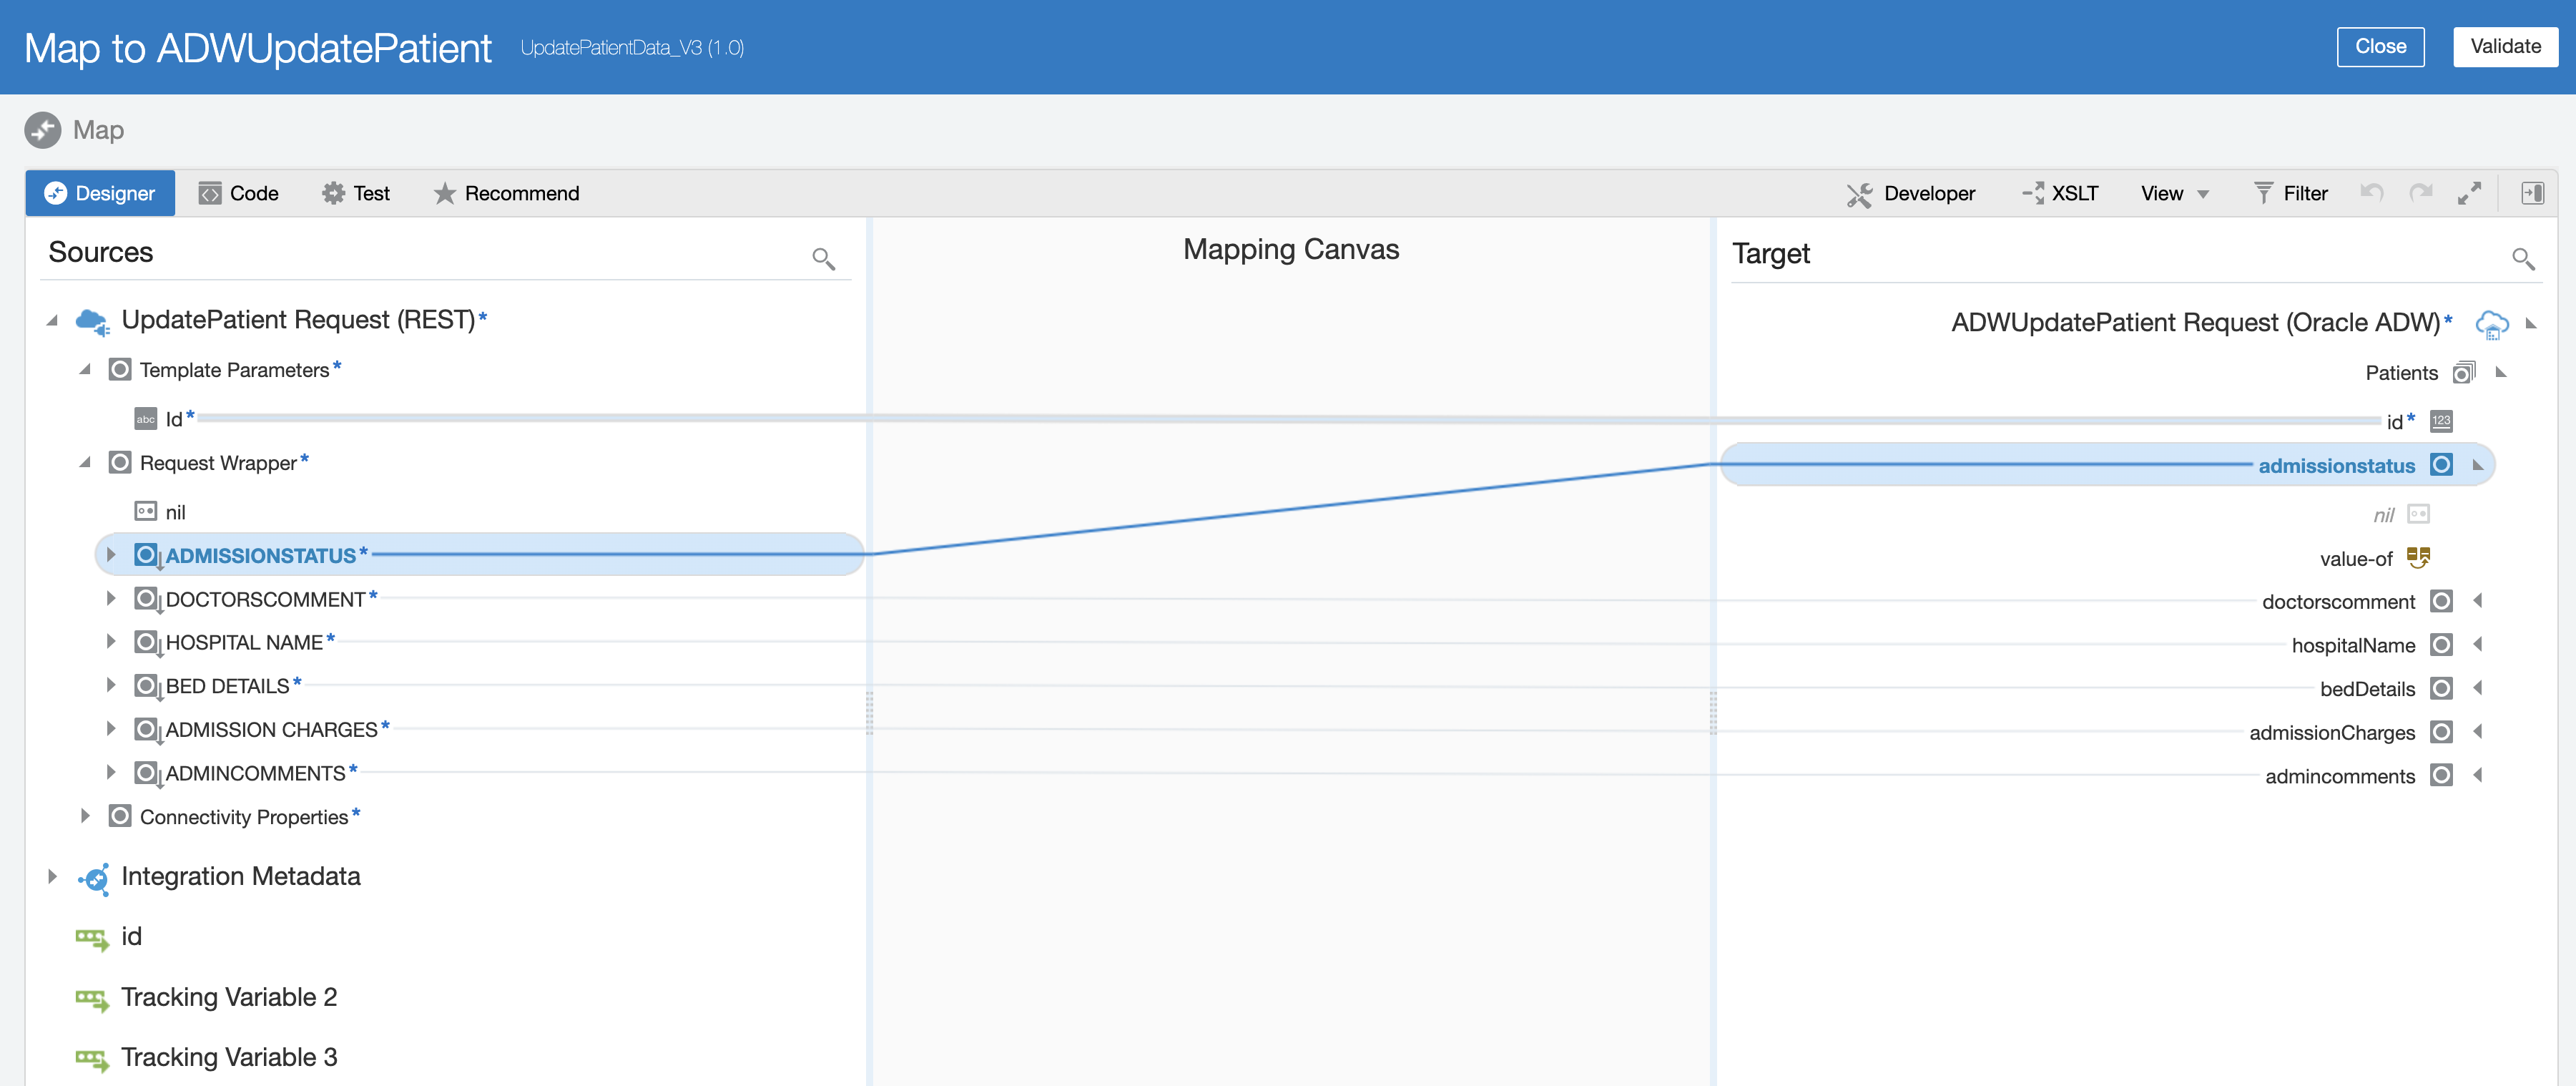 Map to ADWUpdatePatient UpdatePatientData_V3 (1.0) Close Validate
Map
Designer Code Test Recommend Developer XSLT View Filter
Sources
Mapping Canvas
Target
UpdatePatient Request (REST)*
ADWUpdatePatient Request (Oracle ADW)*
Template Parameters*
Patients
abc Id*
id* 123
Request Wrapper*
admissionstatus
nil
nil
ADMISSIONSTATUS*
value-of
DOCTORSCOMMENT*
doctorscomment
HOSPITAL NAME*
hospitalName
BED DETAILS*
bedDetails
ADMISSION CHARGES*
admissionCharges
ADMINCOMMENTS*
admincomments
Connectivity Properties*
Integration Metadata
id
Tracking Variable 2
Tracking Variable 3